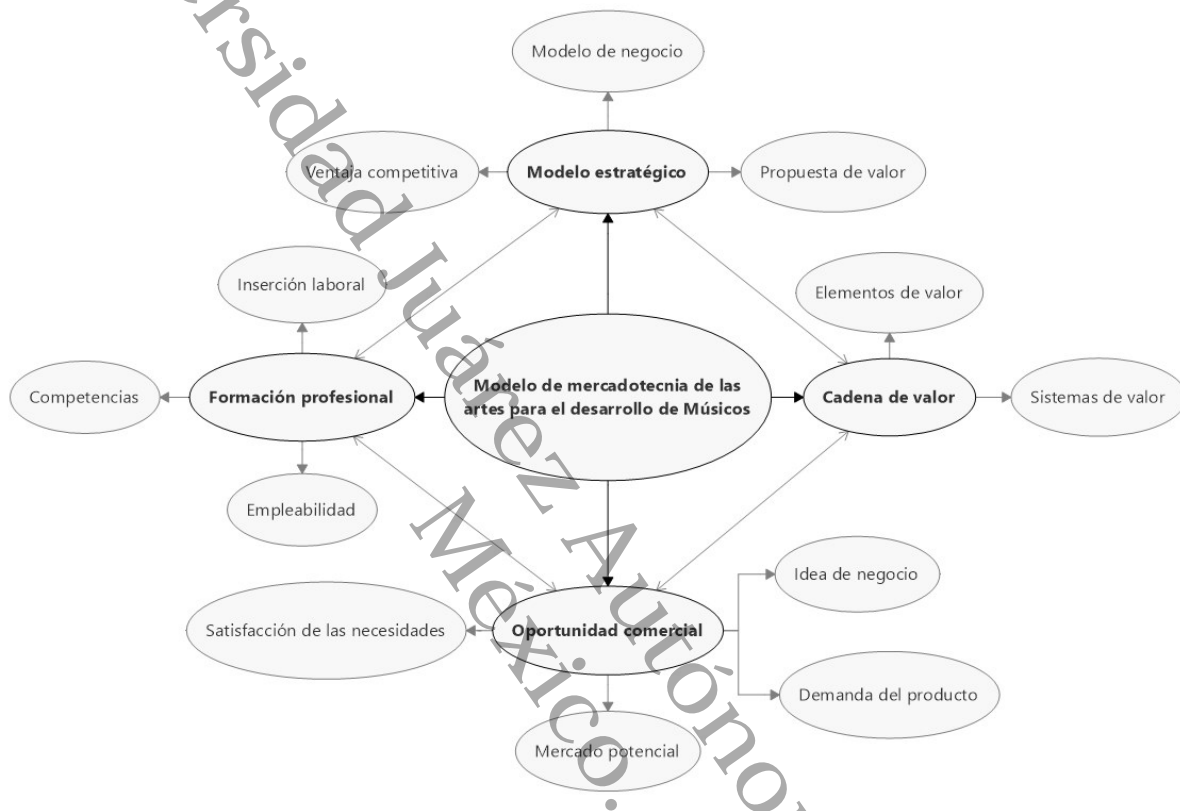 Modelo de negocio
Ventaja competitiva
Modelo estratégico
Propuesta de valor
Inserción laboral
Elementos de valor
Competencias
Formación profesional
Modelo de mercadotecnia de las
artes para el desarrollo de Músicos
Cadena de valor
Sistemas de valor
Empleabilidad
Idea de negocio
Satisfacción de las necesidades
Oportunidad comercial
Demanda del producto
Mercado potencial
ersidad Juárez Autóno
México.